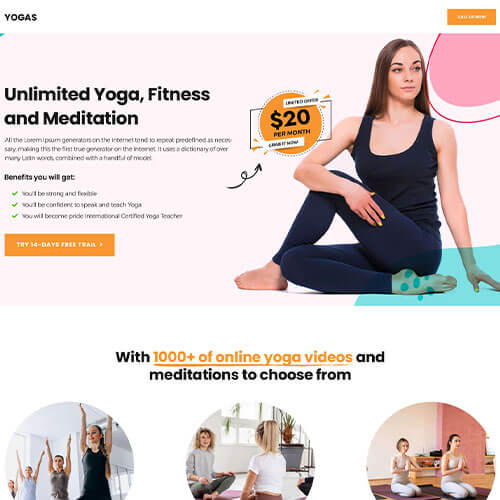 YOGAS
CALL US NOW
Unlimited Yoga, Fitness
and Meditation
All the Lorem Ipsum generators on the Internet tend to repeat predefined as neces-
sary, making this the first true generator on the Internet. It uses a dictionary of over
many Latin words, combined with a handful of model
Benefits you will get:
You'll be strong and flexible
You'll be confident to speak and teach Yoga
You will become pride International Certified Yoga Teacher
TRY 14-DAYS FREE TRAIL >
LIMITED OFFER
$20
PER MONTH
GRAB IT NOW
With 1000+ of online yoga videos and
meditations to choose from